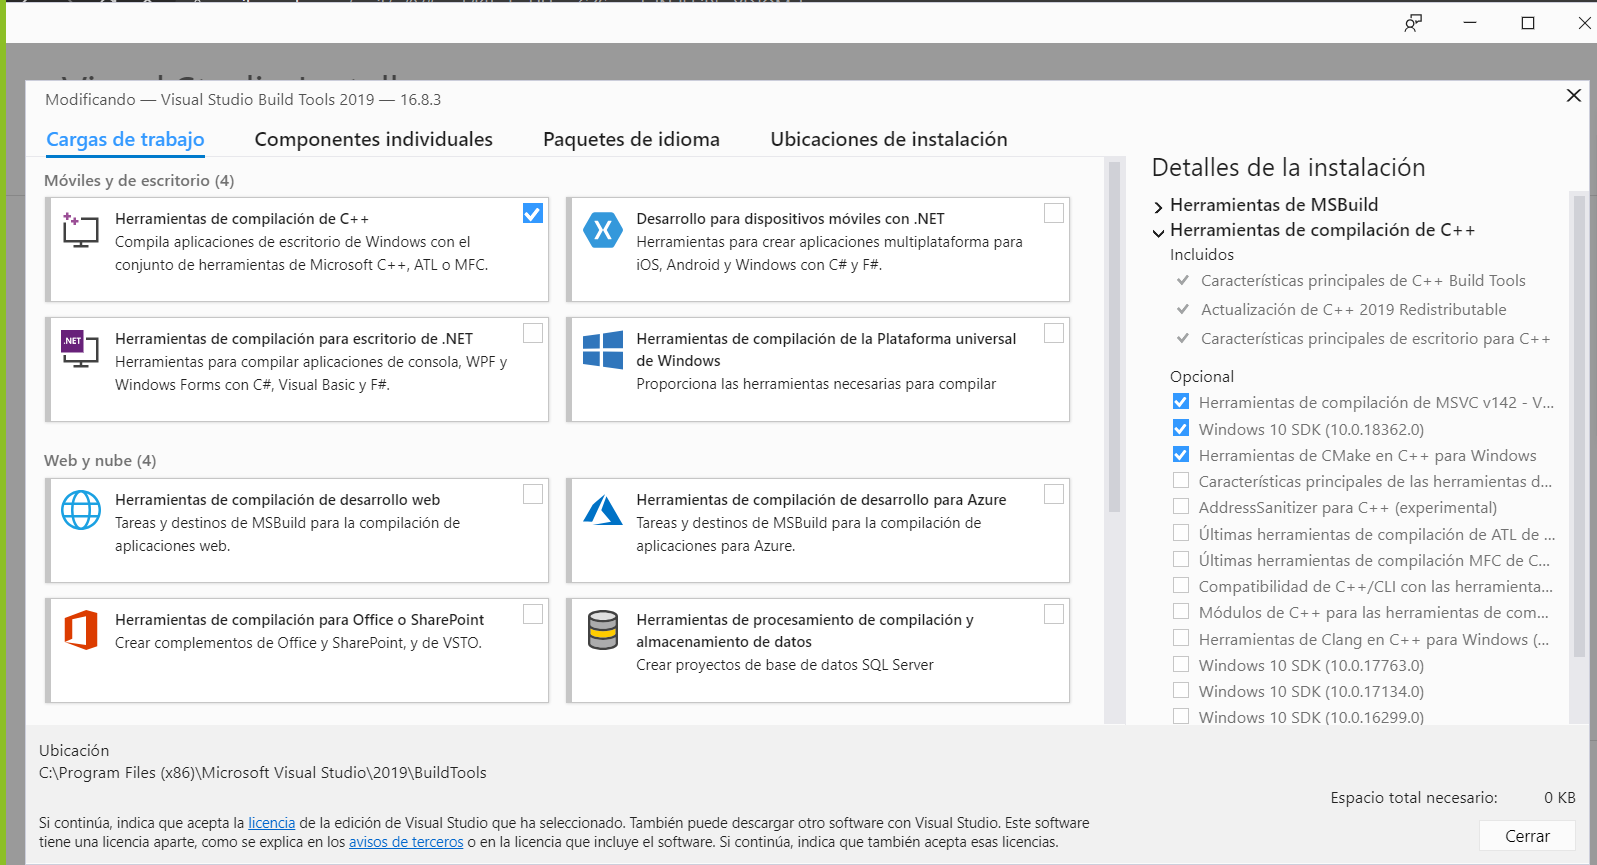 Modificando — Visual Studio Build Tools 2019 — 16.8.3
Cargas de trabajo
Componentes individuales
Paquetes de idioma
Ubicaciones de instalación
Móviles y de escritorio (4)
Herramientas de compilación de C++
Compila aplicaciones de escritorio de Windows con el
conjunto de herramientas de Microsoft C++, ATL o MFC.
Desarrollo para dispositivos móviles con .NET
Herramientas para crear aplicaciones multiplataforma para
iOS, Android y Windows con C# y F#.
.NET
Herramientas de compilación para escritorio de .NET
Herramientas para compilar aplicaciones de consola, WPF y
Windows Forms con C#, Visual Basic y F#.
Herramientas de compilación de la Plataforma universal
de Windows
Proporciona las herramientas necesarias para compilar
Web y nube (4)
Herramientas de compilación de desarrollo web
Tareas y destinos de MSBuild para la compilación de
aplicaciones web.
Herramientas de compilación de desarrollo para Azure
Tareas y destinos de MSBuild para la compilación de
aplicaciones para Azure.
Herramientas de compilación para Office o SharePoint
Crear complementos de Office y SharePoint, y de VSTO.
Herramientas de procesamiento de compilación y
almacenamiento de datos
Crear proyectos de base de datos SQL Server
Detalles de la instalación
Herramientas de MSBuild
Herramientas de compilación de C++
Incluidos
Características principales de C++ Build Tools
Actualización de C++ 2019 Redistributable
Características principales de escritorio para C++
Opcional
Herramientas de compilación de MSVC v142 - V...
Windows 10 SDK (10.0.18362.0)
Herramientas de CMake en C++ para Windows
Características principales de las herramientas d...
AddressSanitizer para C++ (experimental)
Últimas herramientas de compilación de ATL de ...
Últimas herramientas de compilación MFC de C...
Compatibilidad de C++/CLI con las herramienta...
Módulos de C++ para las herramientas de com...
Herramientas de Clang en C++ para Windows (...
Windows 10 SDK (10.0.17763.0)
Windows 10 SDK (10.0.17134.0)
Windows 10 SDK (10.0.16299.0)
Ubicación
C:\Program Files (x86)\Microsoft Visual Studio\2019\BuildTools
Espacio total necesario: 0 KB
Si continúa, indica que acepta la licencia de la edición de Visual Studio que ha seleccionado. También puede descargar otro software con Visual Studio. Este software
tiene una licencia aparte, como se explica en los avisos de terceros o en la licencia que incluye el software. Si continúa, indica que también acepta esas licencias.
Cerrar